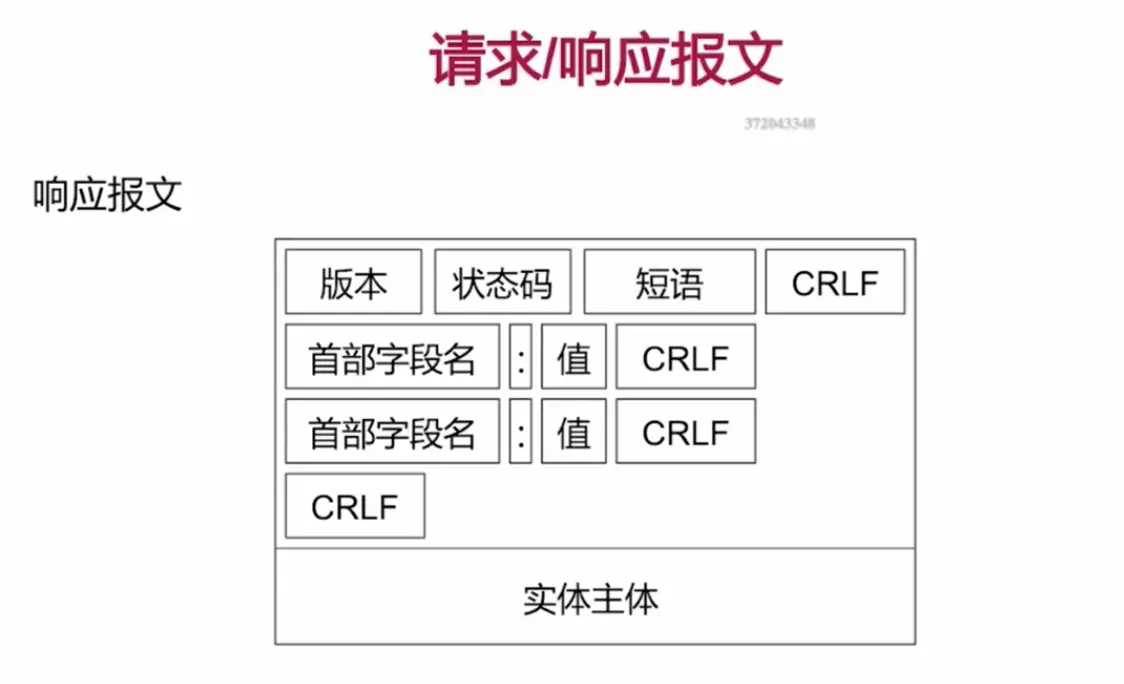 请求/响应报文
372043348
响应报文
版本 状态码 短语 CRLF
首部字段名 : 值 CRLF
首部字段名 : 值 CRLF
CRLF
实体主体